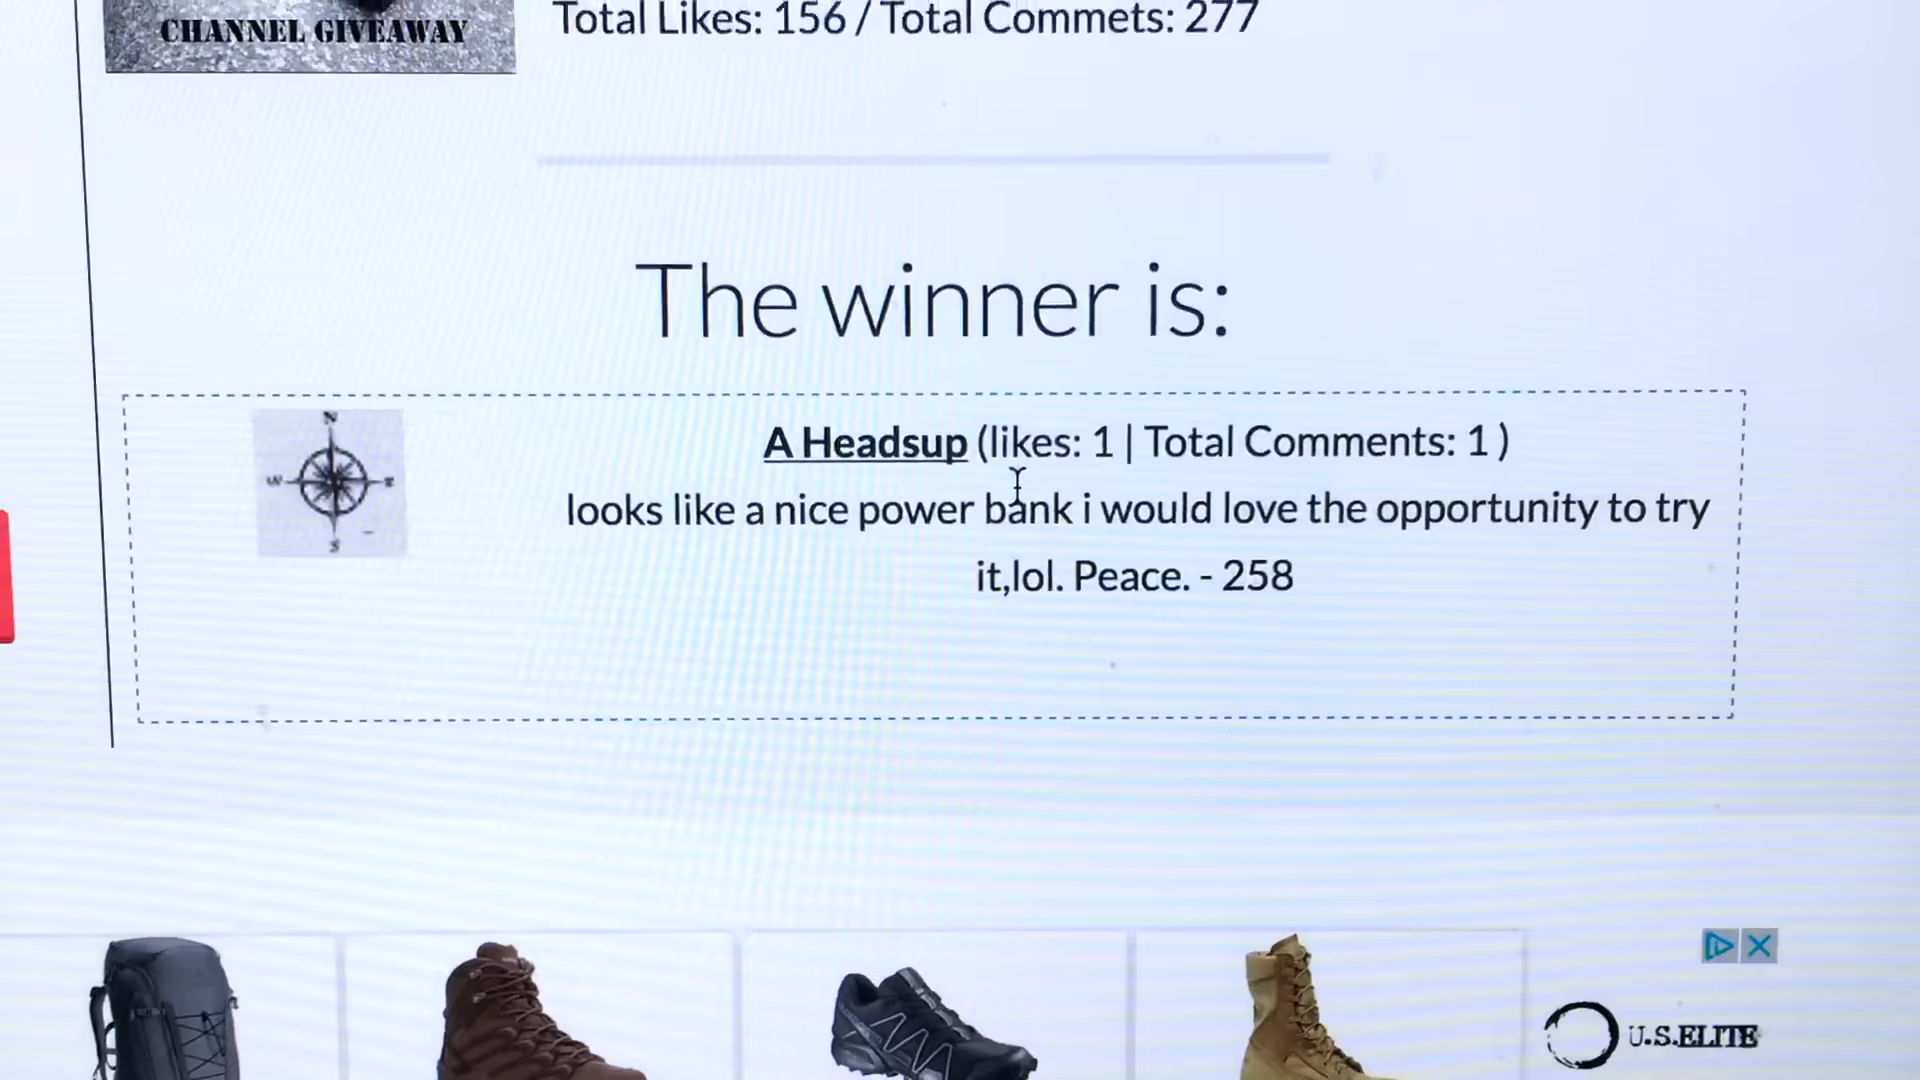 CHANNEL GIVEAWAY
Total Likes: 156 / Total Commets: 277
The winner is:
N
W E
S
A Headsup (likes: 1 | Total Comments: 1 )
looks like a nice power bank i would love the opportunity to try
it,lol. Peace. - 258
U.S.ELITE